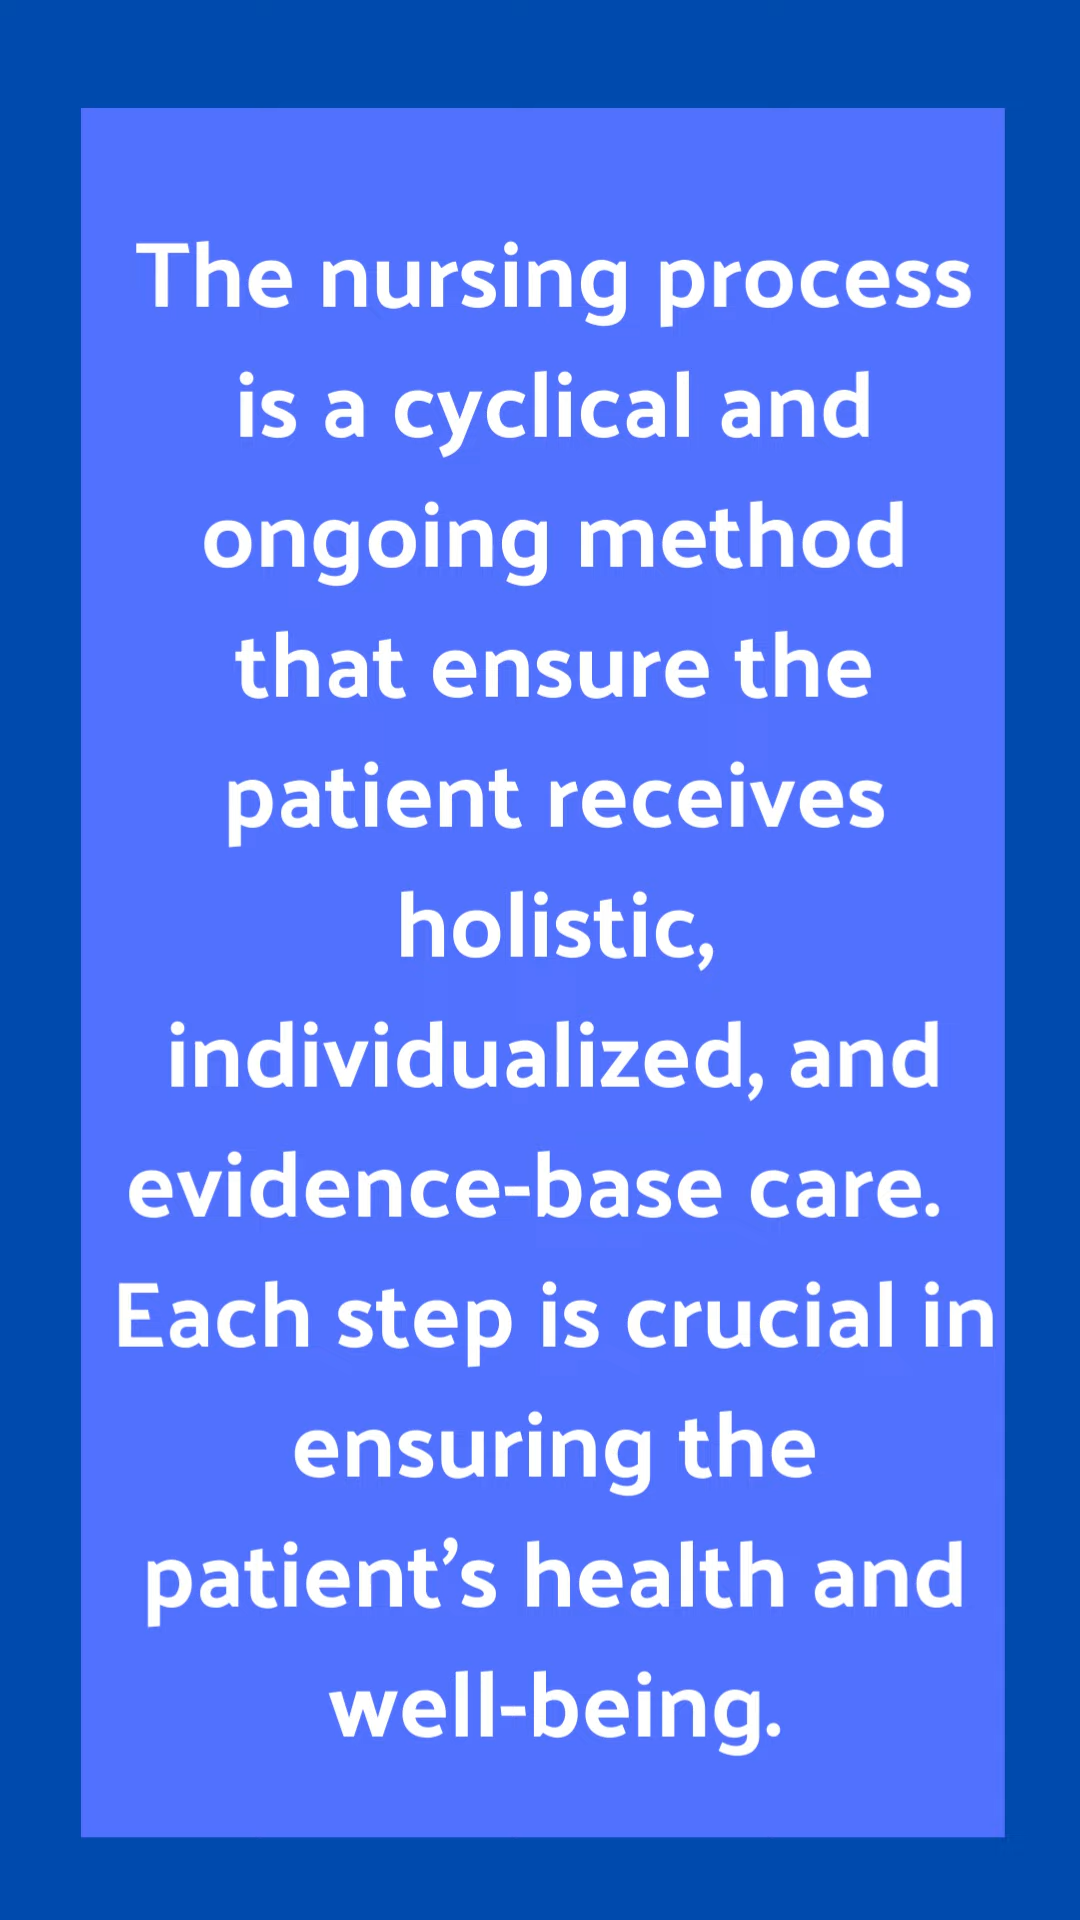 The nursing process
is a cyclical and
ongoing method
that ensure the
patient receives
holistic,
individualized, and
evidence-base care.
Each step is crucial in
ensuring the
patient’s health and
well-being.